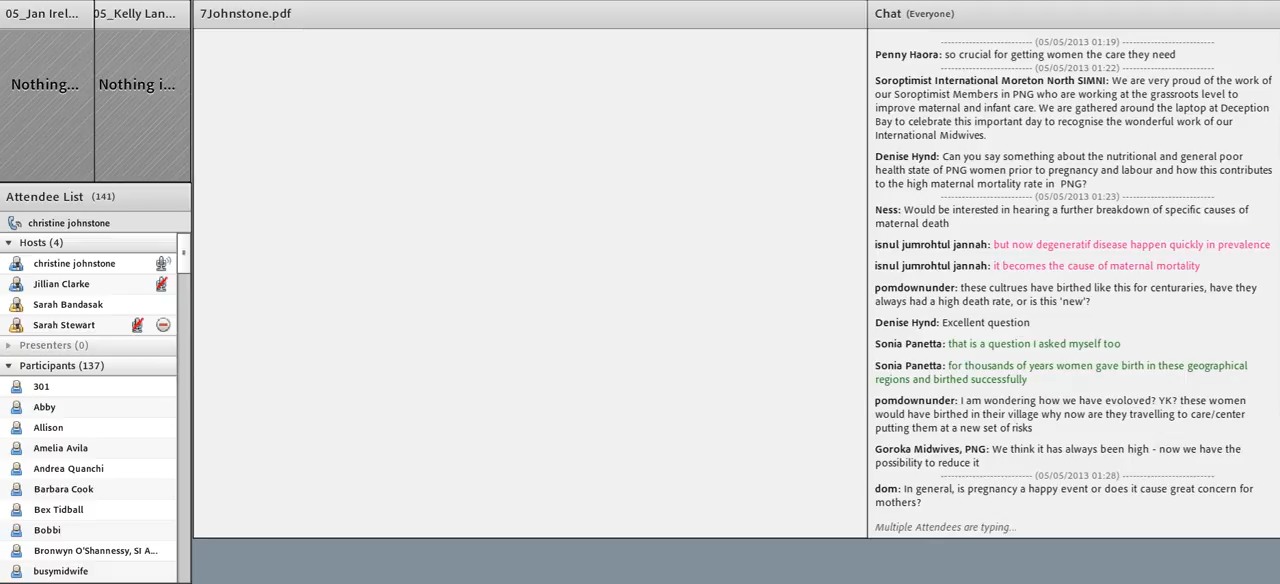 05_Jan Irel...
05_Kelly Lan...
7Johnstone.pdf
Chat (Everyone)
Nothing...
Nothing i...
Attendee List (141)
christine johnstone
Hosts (4)
christine johnstone
Jillian Clarke
Sarah Bandasak
Sarah Stewart
Presenters (0)
Participants (137)
301
Abby
Allison
Amelia Avila
Andrea Quanchi
Barbara Cook
Bex Tidball
Bobbi
Bronwyn O'Shannessy, SI A...
busymidwife
(05/05/2013 01:19)
Penny Haora: so crucial for getting women the care they need
(05/05/2013 01:22)
Soroptimist International Moreton North SIMNI: We are very proud of the work of
our Soroptimist Members in PNG who are working at the grassroots level to
improve maternal and infant care. We are gathered around the laptop at Deception
Bay to celebrate this important day to recognise the wonderful work of our
International Midwives.
Denise Hynd: Can you say something about the nutritional and general poor
health state of PNG women prior to pregnancy and labour and how this contributes
to the high maternal mortality rate in PNG?
(05/05/2013 01:23)
Ness: Would be interested in hearing a further breakdown of specific causes of
maternal death
isnul jumrohtul jannah: but now degeneratif disease happen quickly in prevalence
isnul jumrohtul jannah: it becomes the cause of maternal mortality
pomdownunder: these cultrues have birthed like this for centuraries, have they
always had a high death rate, or is this 'new'?
Denise Hynd: Excellent question
Sonia Panetta: that is a question I asked myself too
Sonia Panetta: for thousands of years women gave birth in these geographical
regions and birthed successfully
pomdownunder: I am wondering how we have evoloved? YK? these women
would have birthed in their village why now are they travelling to care/center
putting them at a new set of risks
Goroka Midwives, PNG: We think it has always been high - now we have the
possibility to reduce it
(05/05/2013 01:28)
dom: In general, is pregnancy a happy event or does it cause great concern for
mothers?
Multiple Attendees are typing...